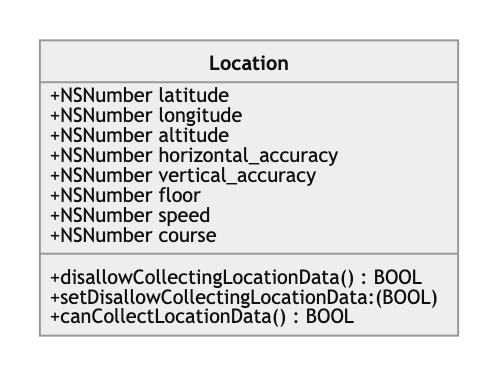 Location
+NSNumber latitude
+NSNumber longitude
+NSNumber altitude
+NSNumber horizontal_accuracy
+NSNumber vertical_accuracy
+NSNumber floor
+NSNumber speed
+NSNumber course
+disallowCollectingLocationData() : BOOL
+setDisallowCollectingLocationData:(BOOL)
+canCollectLocationData() : BOOL